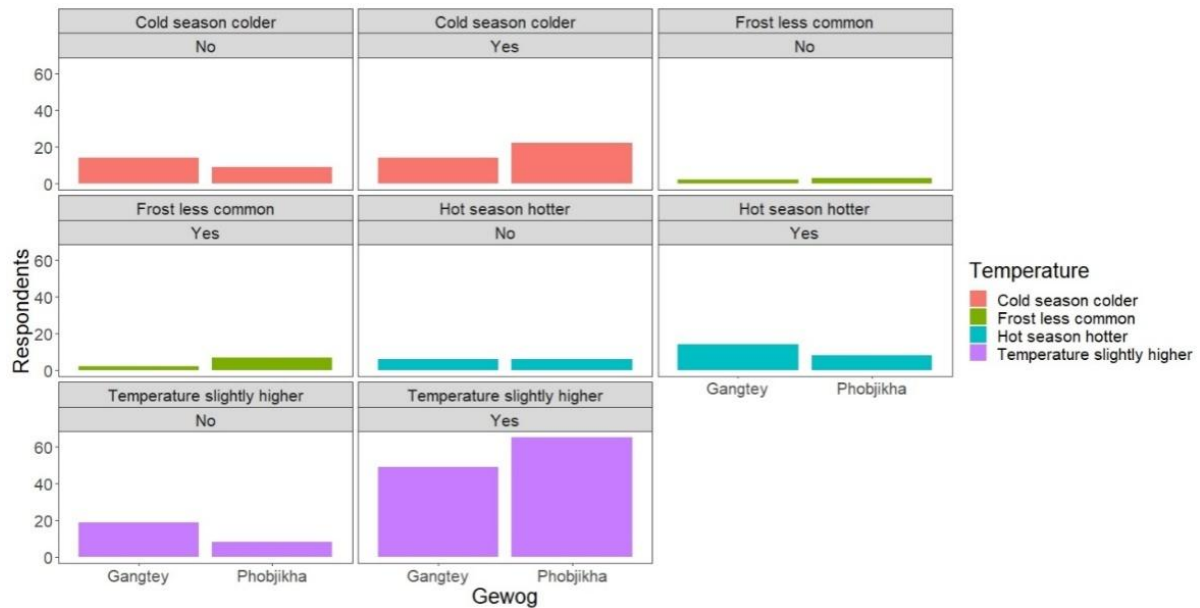 Cold season colder Cold season colder Frost less common
No Yes No
60
40
20
0
Frost less common Hot season hotter Hot season hotter
Yes No Yes
60
40
20
0
Gangtey Phobjikha
Temperature slightly higher Temperature slightly higher
No Yes
60
40
20
0
Gangtey Phobjikha Gangtey Phobjikha
Gewog
Respondents
Temperature
Cold season colder
Frost less common
Hot season hotter
Temperature slightly higher